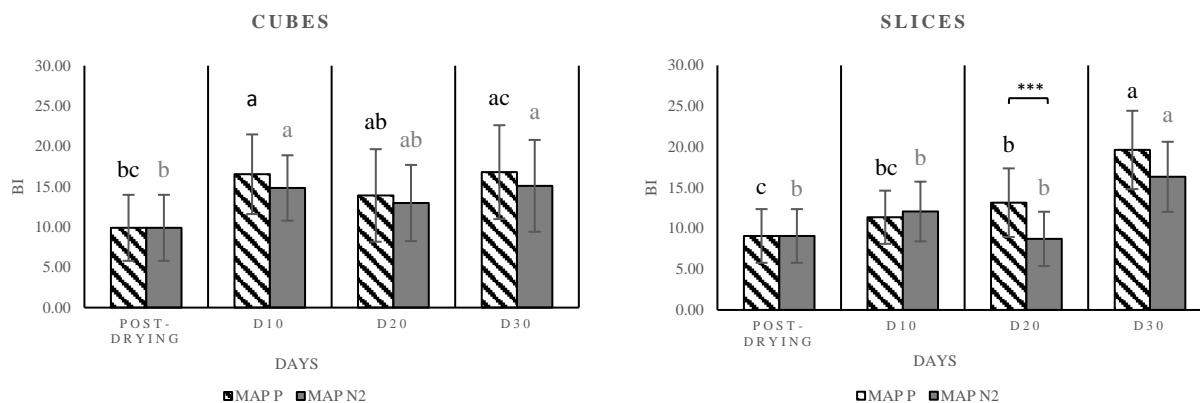 CUBES
30.00
25.00
20.00
15.00
10.00
5.00
0.00
BI
bc
b
a
a
ab
ab
ac
a
POST-
DRYING
D10
D20
D30
DAYS
MAP P
MAP N2
SLICES
30.00
25.00
20.00
15.00
10.00
5.00
0.00
BI
c
b
bc
b
***
b
b
a
a
POST-
DRYING
D10
D20
D30
DAYS
MAP P
MAP N2